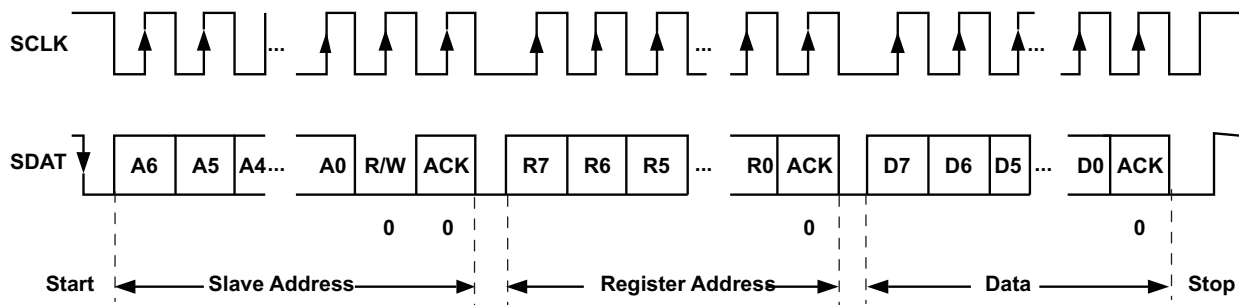 SCLK ... ... ...
SDAT A6 A5 A4... A0 R/W ACK R7 R6 R5 ... R0 ACK D7 D6 D5 ... D0 ACK
0 0 0 0
Start Slave Address Register Address Data Stop